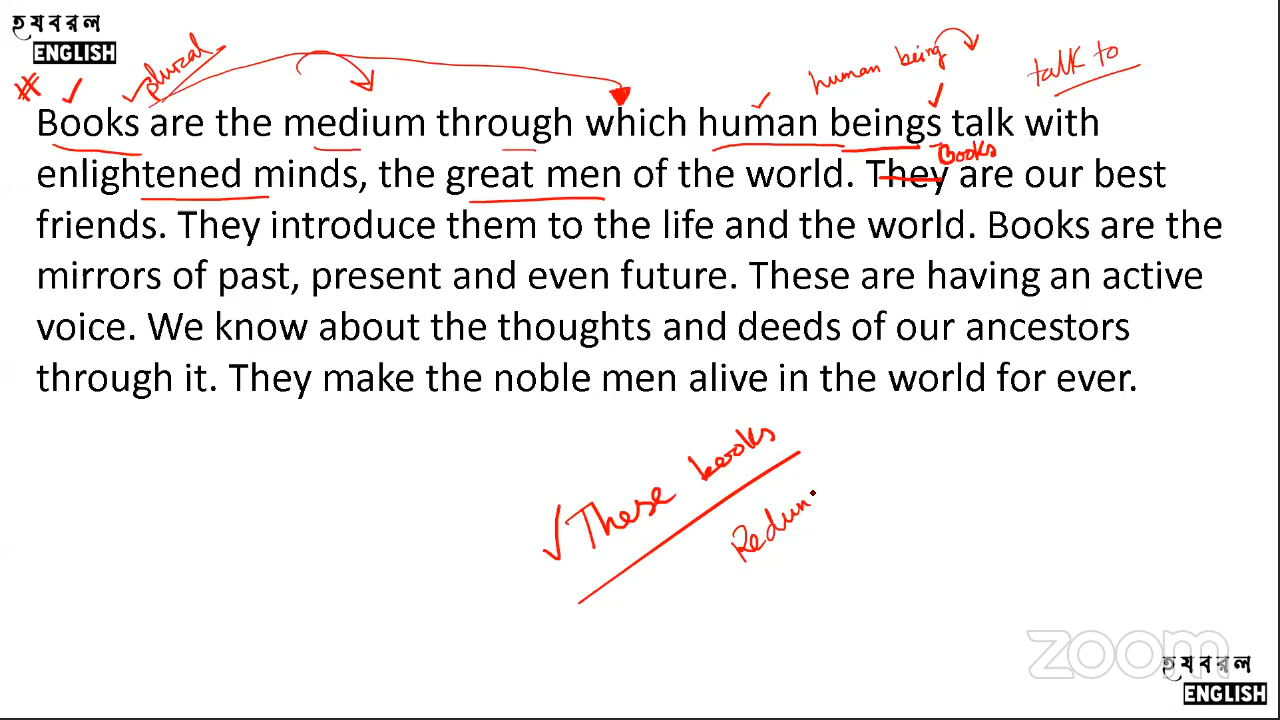 হ য ব র ল
ENGLISH
# plural human being talk to
Books are the medium through which human beings talk with
Books
enlightened minds, the great men of the world. They are our best
friends. They introduce them to the life and the world. Books are the
mirrors of past, present and even future. These are having an active
voice. We know about the thoughts and deeds of our ancestors
through it. They make the noble men alive in the world for ever.
These books
Redun
zoom
হ য ব র ল
ENGLISH